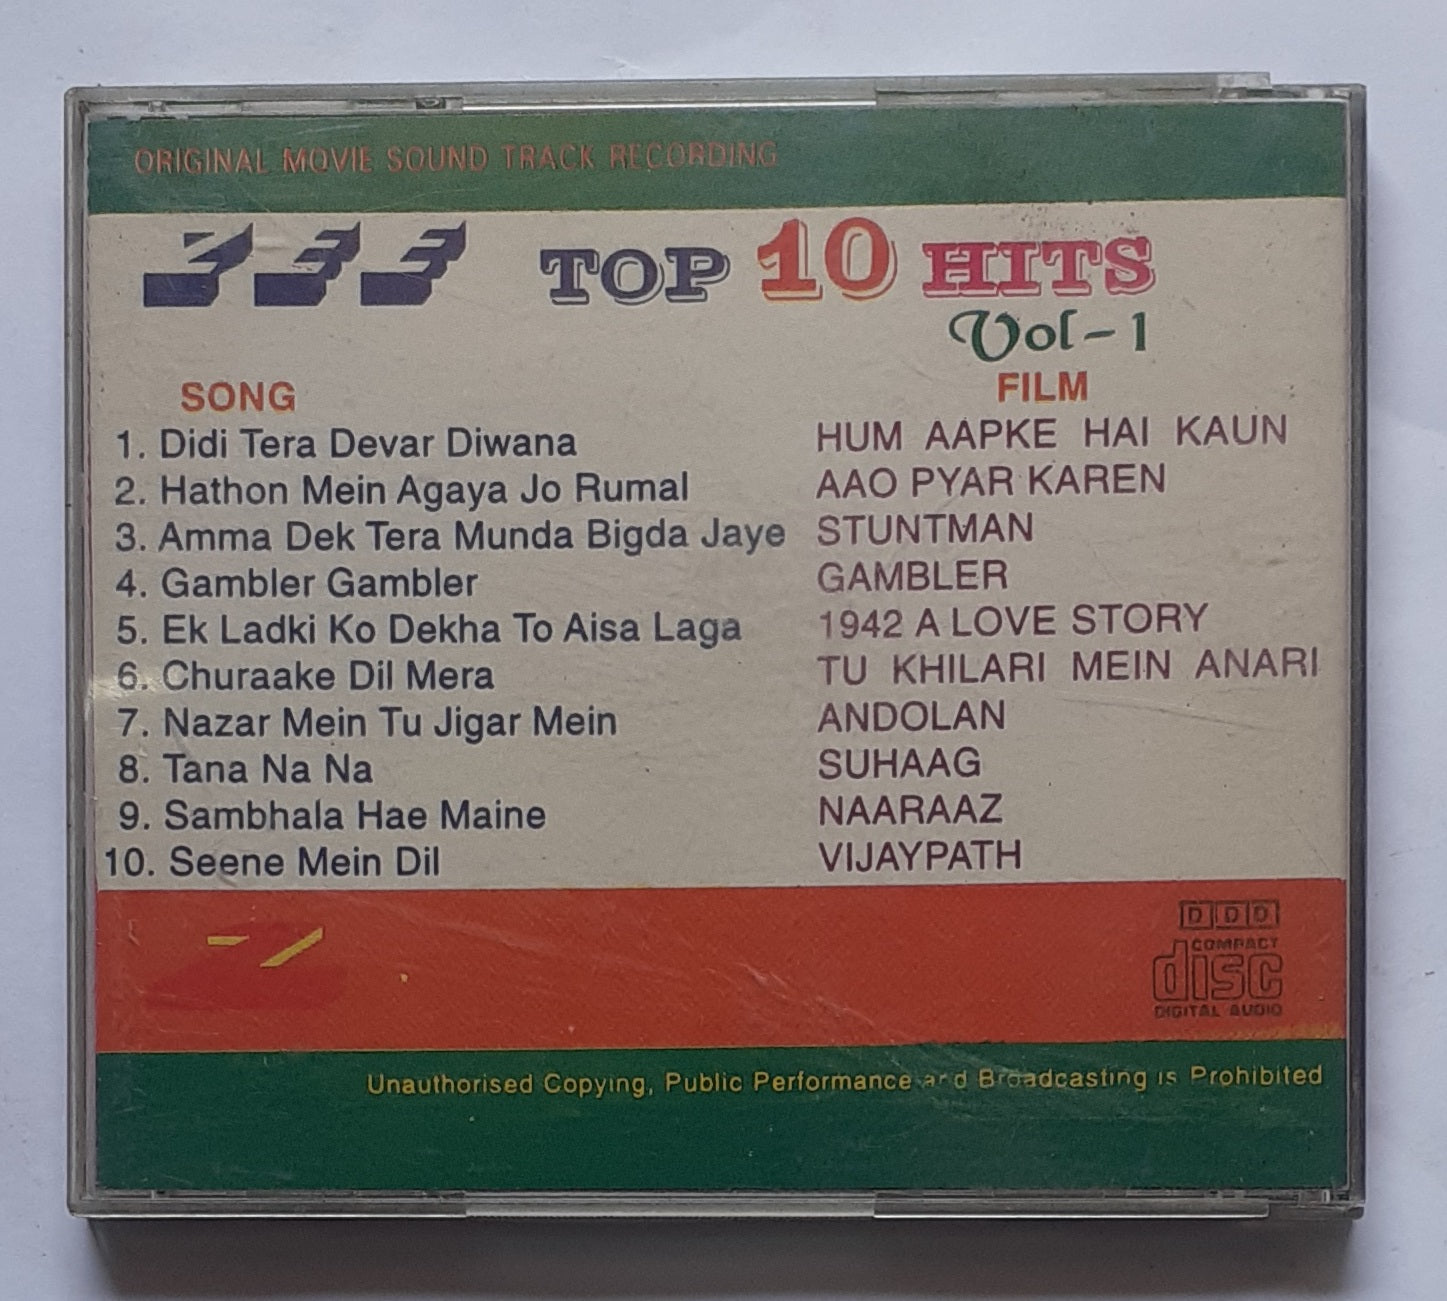 ORIGINAL MOVIE SOUND TRACK RECORDING
TOP 10 HITS
Vol-1
SONG FILM
1. Didi Tera Devar Diwana HUM AAPKE HAI KAUN
2. Hathon Mein Agaya Jo Rumal AAO PYAR KAREN
3. Amma Dek Tera Munda Bigda Jaye STUNTMAN
4. Gambler Gambler GAMBLER
5. Ek Ladki Ko Dekha To Aisa Laga 1942 A LOVE STORY
6. Churaake Dil Mera TU KHILARI MEIN ANARI
7. Nazar Mein Tu Jigar Mein ANDOLAN
8. Tana Na Na SUHAAG
9. Sambhala Hae Maine NAARAAZ
10. Seene Mein Dil VIJAYPATH
DDD
COMPACT
disc
DIGITAL AUDIO
Unauthorised Copying, Public Performance and Broadcasting is Prohibited